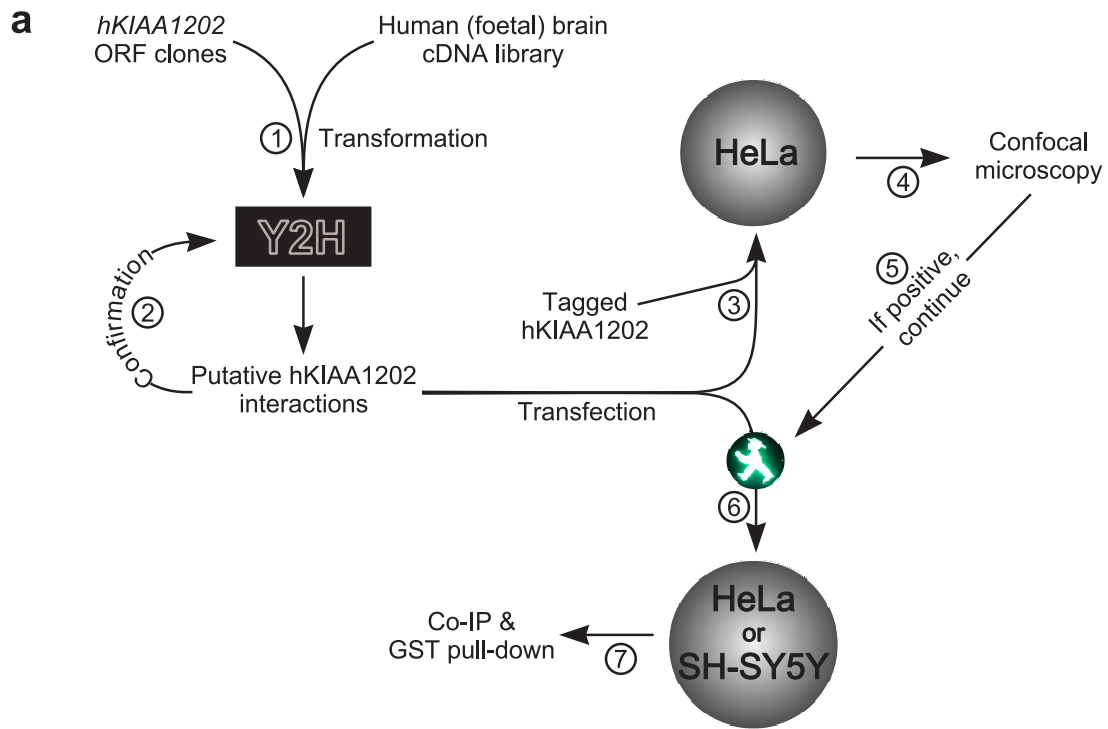 a
hKIAA1202
ORF clones
Human (foetal) brain
cDNA library
1
Transformation
Y2H
HeLa
4
Confocal
microscopy
Confirmation
2
5
If positive,
continue
Tagged
hKIAA1202
3
Putative hKIAA1202
interactions
Transfection
6
HeLa
or
SH-SY5Y
Co-IP &
GST pull-down
7